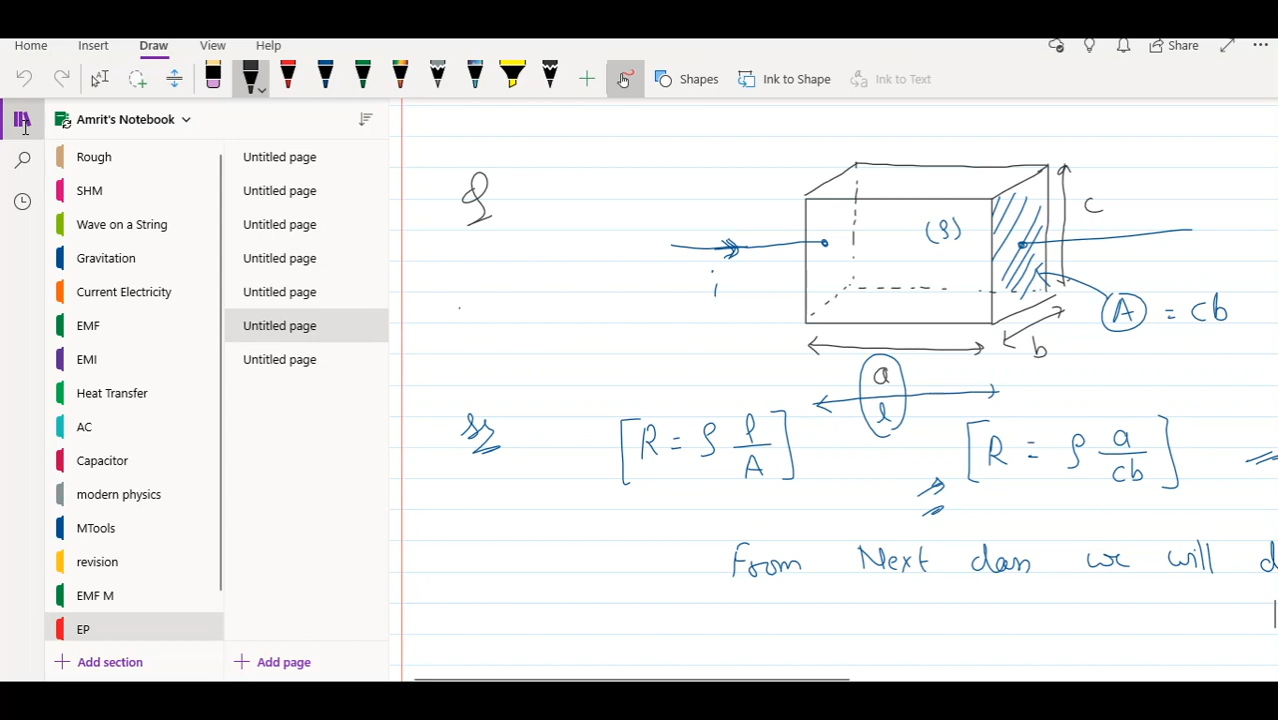 Home Insert Draw View Help
Share
Shapes Ink to Shape Ink to Text
Amrit's Notebook
Rough
SHM
Wave on a String
Gravitation
Current Electricity
EMF
EMI
Heat Transfer
AC
Capacitor
modern physics
MTools
revision
EMF M
EP
Add section
Untitled page
Untitled page
Untitled page
Untitled page
Untitled page
Untitled page
Untitled page
Add page
(ρ)
c
i
A = cb
b
a
l
[R = ρ l/A]
[R = ρ a/cb]
From Next class we will d